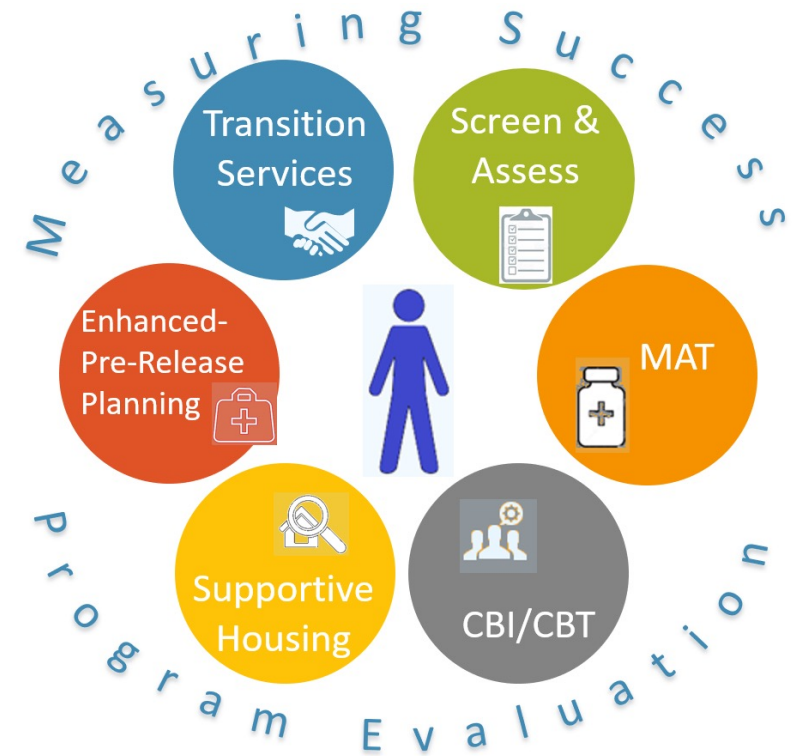 Measuring Success
Transition
Services
Screen &
Assess
Enhanced-
Pre-Release
Planning
MAT
Supportive
Housing
CBI/CBT
Program Evaluation